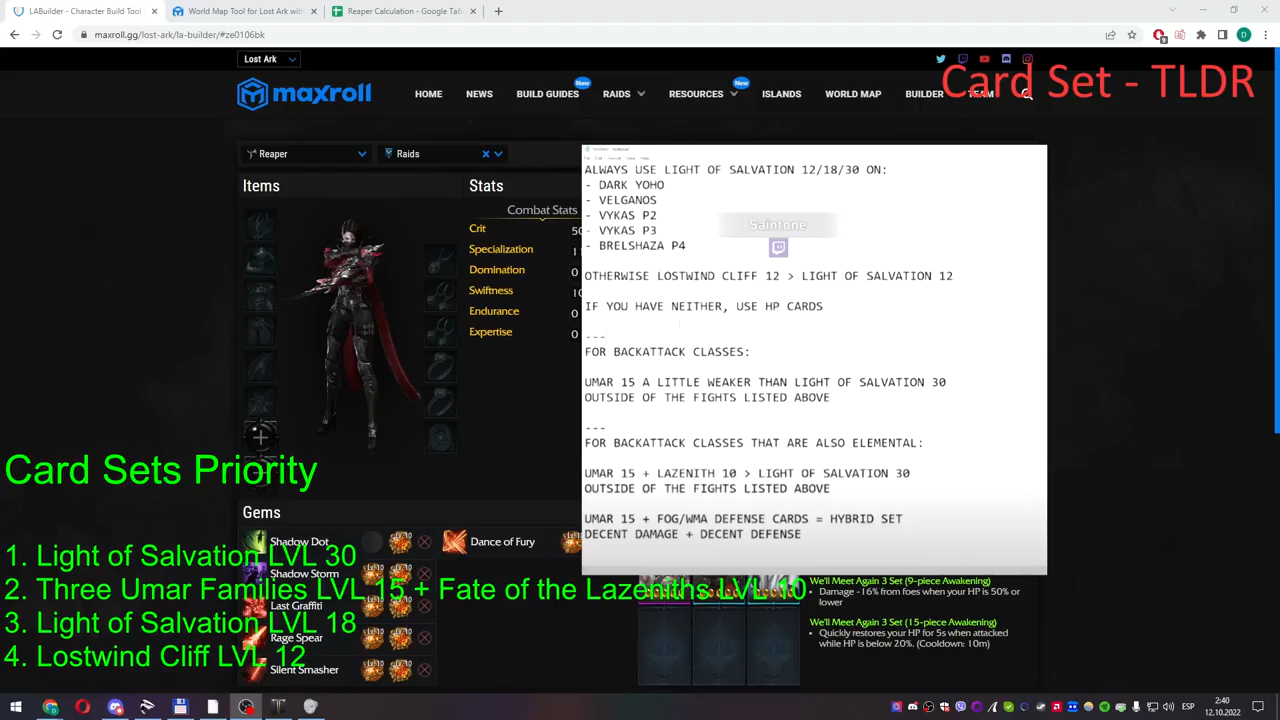 LABuilder - Character Build Tool
World Map Tool for Lost Ark with
Reaper Calculation - Google Таб
maxroll.gg/lost-ark/la-builder/#ze0106bk
Lost Ark
Card Set - TLDR
maxroll
HOME
NEWS
BUILD GUIDES
New
RAIDS
RESOURCES
New
ISLANDS
WORLD MAP
BUILDER
TEAM
Reaper
Raids
Items
Stats
Combat Stats
Crit
Specialization
Domination
0
Swiftness
Endurance
0
Expertise
0
ALWAYS USE LIGHT OF SALVATION 12/18/30 ON:
- DARK YOHO
- VELGANOS
- VYKAS P2
- VYKAS P3
- BRELSHAZA P4
Saintone
OTHERWISE LOSTWIND CLIFF 12 > LIGHT OF SALVATION 12
IF YOU HAVE NEITHER, USE HP CARDS
---
FOR BACKATTACK CLASSES:
UMAR 15 A LITTLE WEAKER THAN LIGHT OF SALVATION 30
OUTSIDE OF THE FIGHTS LISTED ABOVE
---
FOR BACKATTACK CLASSES THAT ARE ALSO ELEMENTAL:
UMAR 15 + LAZENITH 10 > LIGHT OF SALVATION 30
OUTSIDE OF THE FIGHTS LISTED ABOVE
UMAR 15 + FOG/WMA DEFENSE CARDS = HYBRID SET
DECENT DAMAGE + DECENT DEFENSE
Card Sets Priority
1. Light of Salvation LVL 30
2. Three Umar Families LVL 15 + Fate of the Lazeniths LVL 10
3. Light of Salvation LVL 18
4. Lostwind Cliff LVL 12
Gems
Shadow Dot
Dance of Fury
Shadow Storm
Last Graffiti
Rage Spear
Silent Smasher
We'll Meet Again 3 Set (9-piece Awakening)
• Damage -16% from foes when your HP is 50% or
lower
We'll Meet Again 3 Set (15-piece Awakening)
• Quickly restores your HP for 5s when attacked
while HP is below 20%. (Cooldown: 10m)
ESP
2:40
12.10.2022